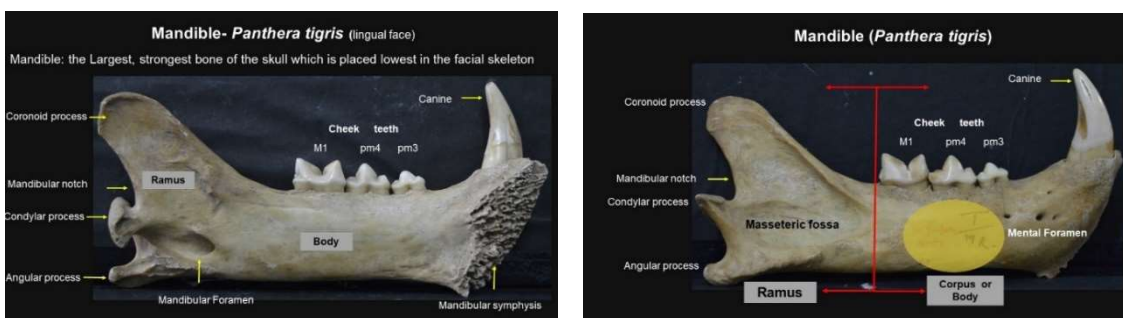 Mandible- Panthera tigris (lingual face)
Mandible: the Largest, strongest bone of the skull which is placed lowest in the facial skeleton
Canine
Coronoid process
Cheek teeth
M1 pm4 pm3
Ramus
Mandibular notch
Condylar process
Body
Angular process
Mandibular Foramen
Mandibular symphysis
Mandible (Panthera tigris)
Canine
Coronoid process
Cheek teeth
M1 pm4 pm3
Mandibular notch
Condylar process
Masseteric fossa
Mental Foramen
Angular process
Ramus
Corpus or
Body